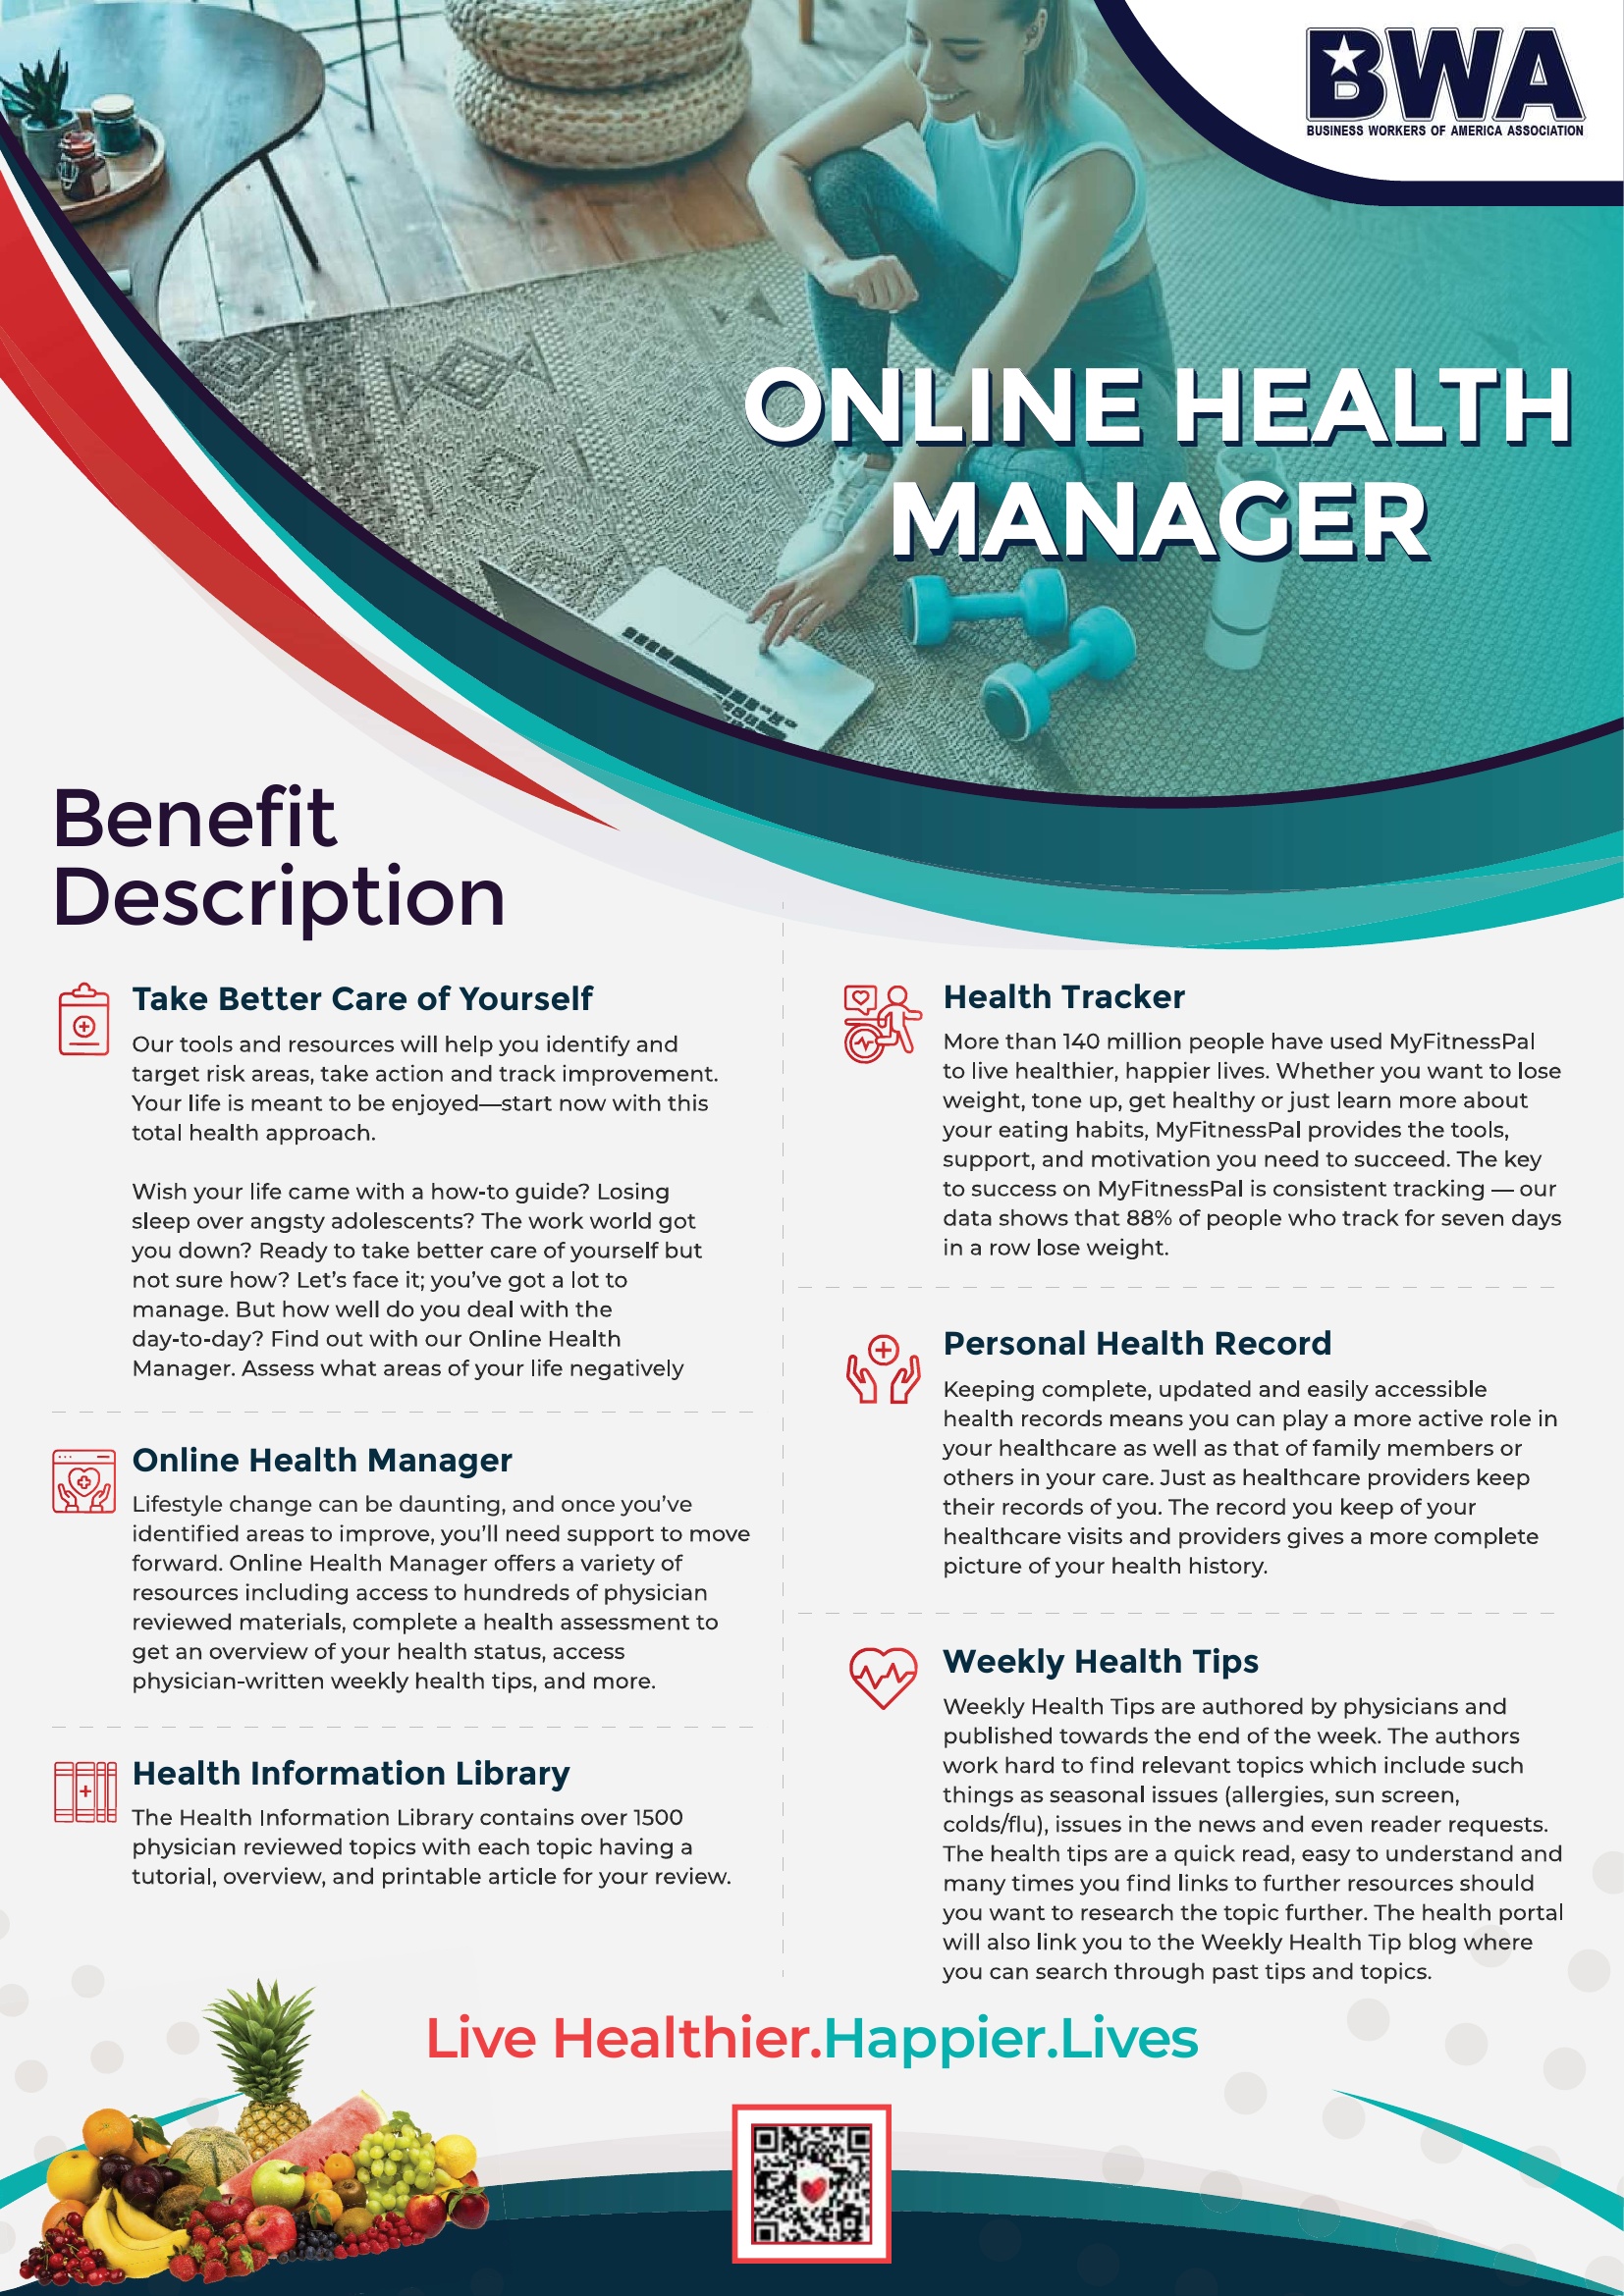 BWA
BUSINESS WORKERS OF AMERICA ASSOCIATION
ONLINE HEALTH
MANAGER
Benefit
Description
Take Better Care of Yourself
Our tools and resources will help you identify and
target risk areas, take action and track improvement.
Your life is meant to be enjoyed—start now with this
total health approach.
Wish your life came with a how-to guide? Losing
sleep over angsty adolescents? The work world got
you down? Ready to take better care of yourself but
not sure how? Let's face it; you've got a lot to
manage. But how well do you deal with the
day-to-day? Find out with our Online Health
Manager. Assess what areas of your life negatively
Online Health Manager
Lifestyle change can be daunting, and once you've
identified areas to improve, you'll need support to move
forward. Online Health Manager offers a variety of
resources including access to hundreds of physician
reviewed materials, complete a health assessment to
get an overview of your health status, access
physician-written weekly health tips, and more.
Health Information Library
The Health Information Library contains over 1500
physician reviewed topics with each topic having a
tutorial, overview, and printable article for your review.
Health Tracker
More than 140 million people have used MyFitnessPal
to live healthier, happier lives. Whether you want to lose
weight, tone up, get healthy or just learn more about
your eating habits, MyFitnessPal provides the tools,
support, and motivation you need to succeed. The key
to success on MyFitnessPal is consistent tracking — our
data shows that 88% of people who track for seven days
in a row lose weight.
Personal Health Record
Keeping complete, updated and easily accessible
health records means you can play a more active role in
your healthcare as well as that of family members or
others in your care. Just as healthcare providers keep
their records of you. The record you keep of your
healthcare visits and providers gives a more complete
picture of your health history.
Weekly Health Tips
Weekly Health Tips are authored by physicians and
published towards the end of the week. The authors
work hard to find relevant topics which include such
things as seasonal issues (allergies, sun screen,
colds/flu), issues in the news and even reader requests.
The health tips are a quick read, easy to understand and
many times you find links to further resources should
you want to research the topic further. The health portal
will also link you to the Weekly Health Tip blog where
you can search through past tips and topics.
Live Healthier.Happier.Lives